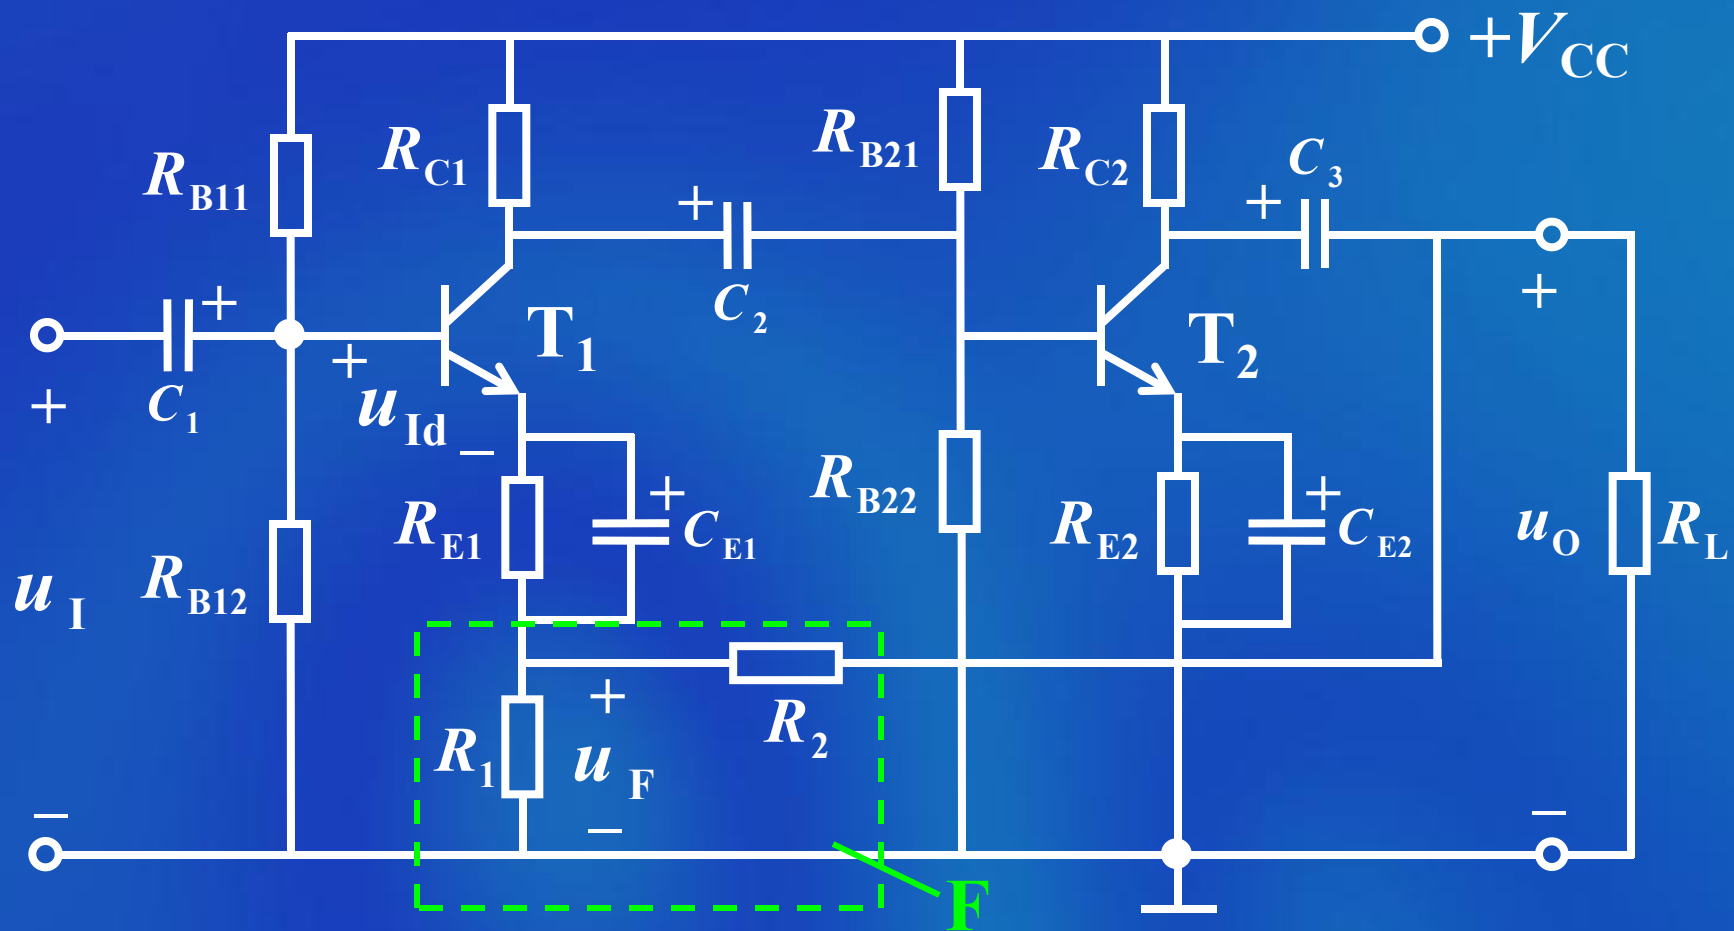 +VCC
RB11
RC1
RB21
RC2
C3
+
+
+
+
C1
+
uId
−
T1
C2
T2
+
+
RE1
+
CE1
RB22
RE2
+
CE2
uO
RL
uI
RB12
R1
+
uF
−
R2
−
−
F